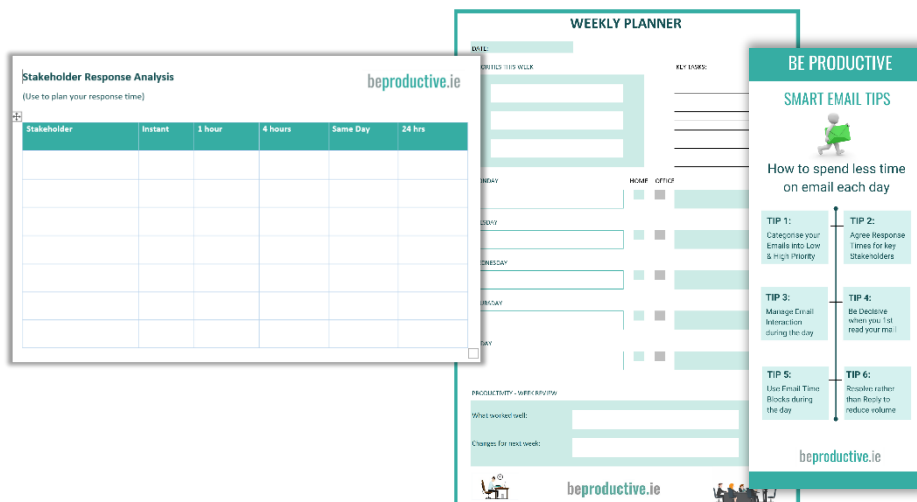 WEEKLY PLANNER
DATE:
THIS WEEK
KEY TASKS:
HOME OFFICE
PRODUCTIVITY - WEEK REVIEW
What worked well:
Changes for next week:
beproductive.ie
Stakeholder Response Analysis
(Use to plan your response time)
beproductive.ie
Stakeholder Instant 1 hour 4 hours Same Day 24 hrs
BE PRODUCTIVE
SMART EMAIL TIPS
How to spend less time
on email each day
TIP 1:
Categorise your
Emails into Low
& High Priority
TIP 2:
Agree Response
Times for key
Stakeholders
TIP 3:
Manage Email
Interaction
during the day
TIP 4:
Be Decisive
when you 1st
read your mail
TIP 5:
Use Email Time
Blocks during
the day
TIP 6:
Resolve rather
than Reply to
reduce volume
beproductive.ie